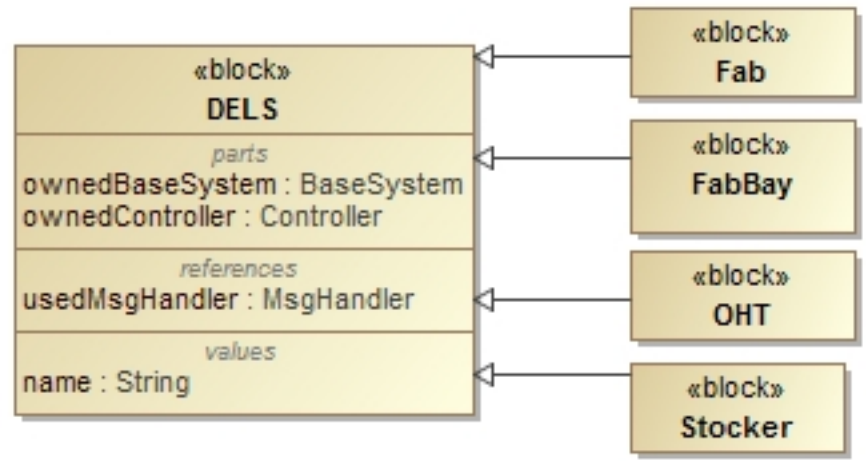 «block»
DELS
parts
ownedBaseSystem : BaseSystem
ownedController : Controller
references
usedMsgHandler : MsgHandler
values
name : String
«block»
Fab
«block»
FabBay
«block»
OHT
«block»
Stocker